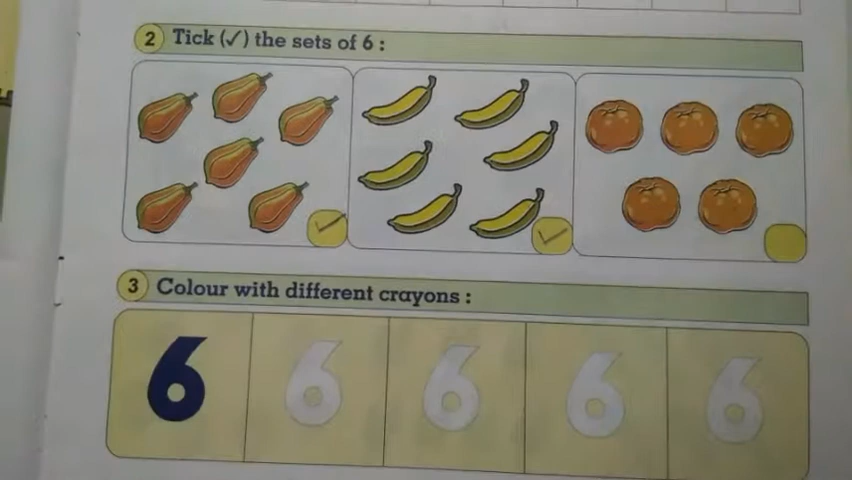 2 Tick (✓) the sets of 6 :
3 Colour with different crayons :
6 6 6 6 6